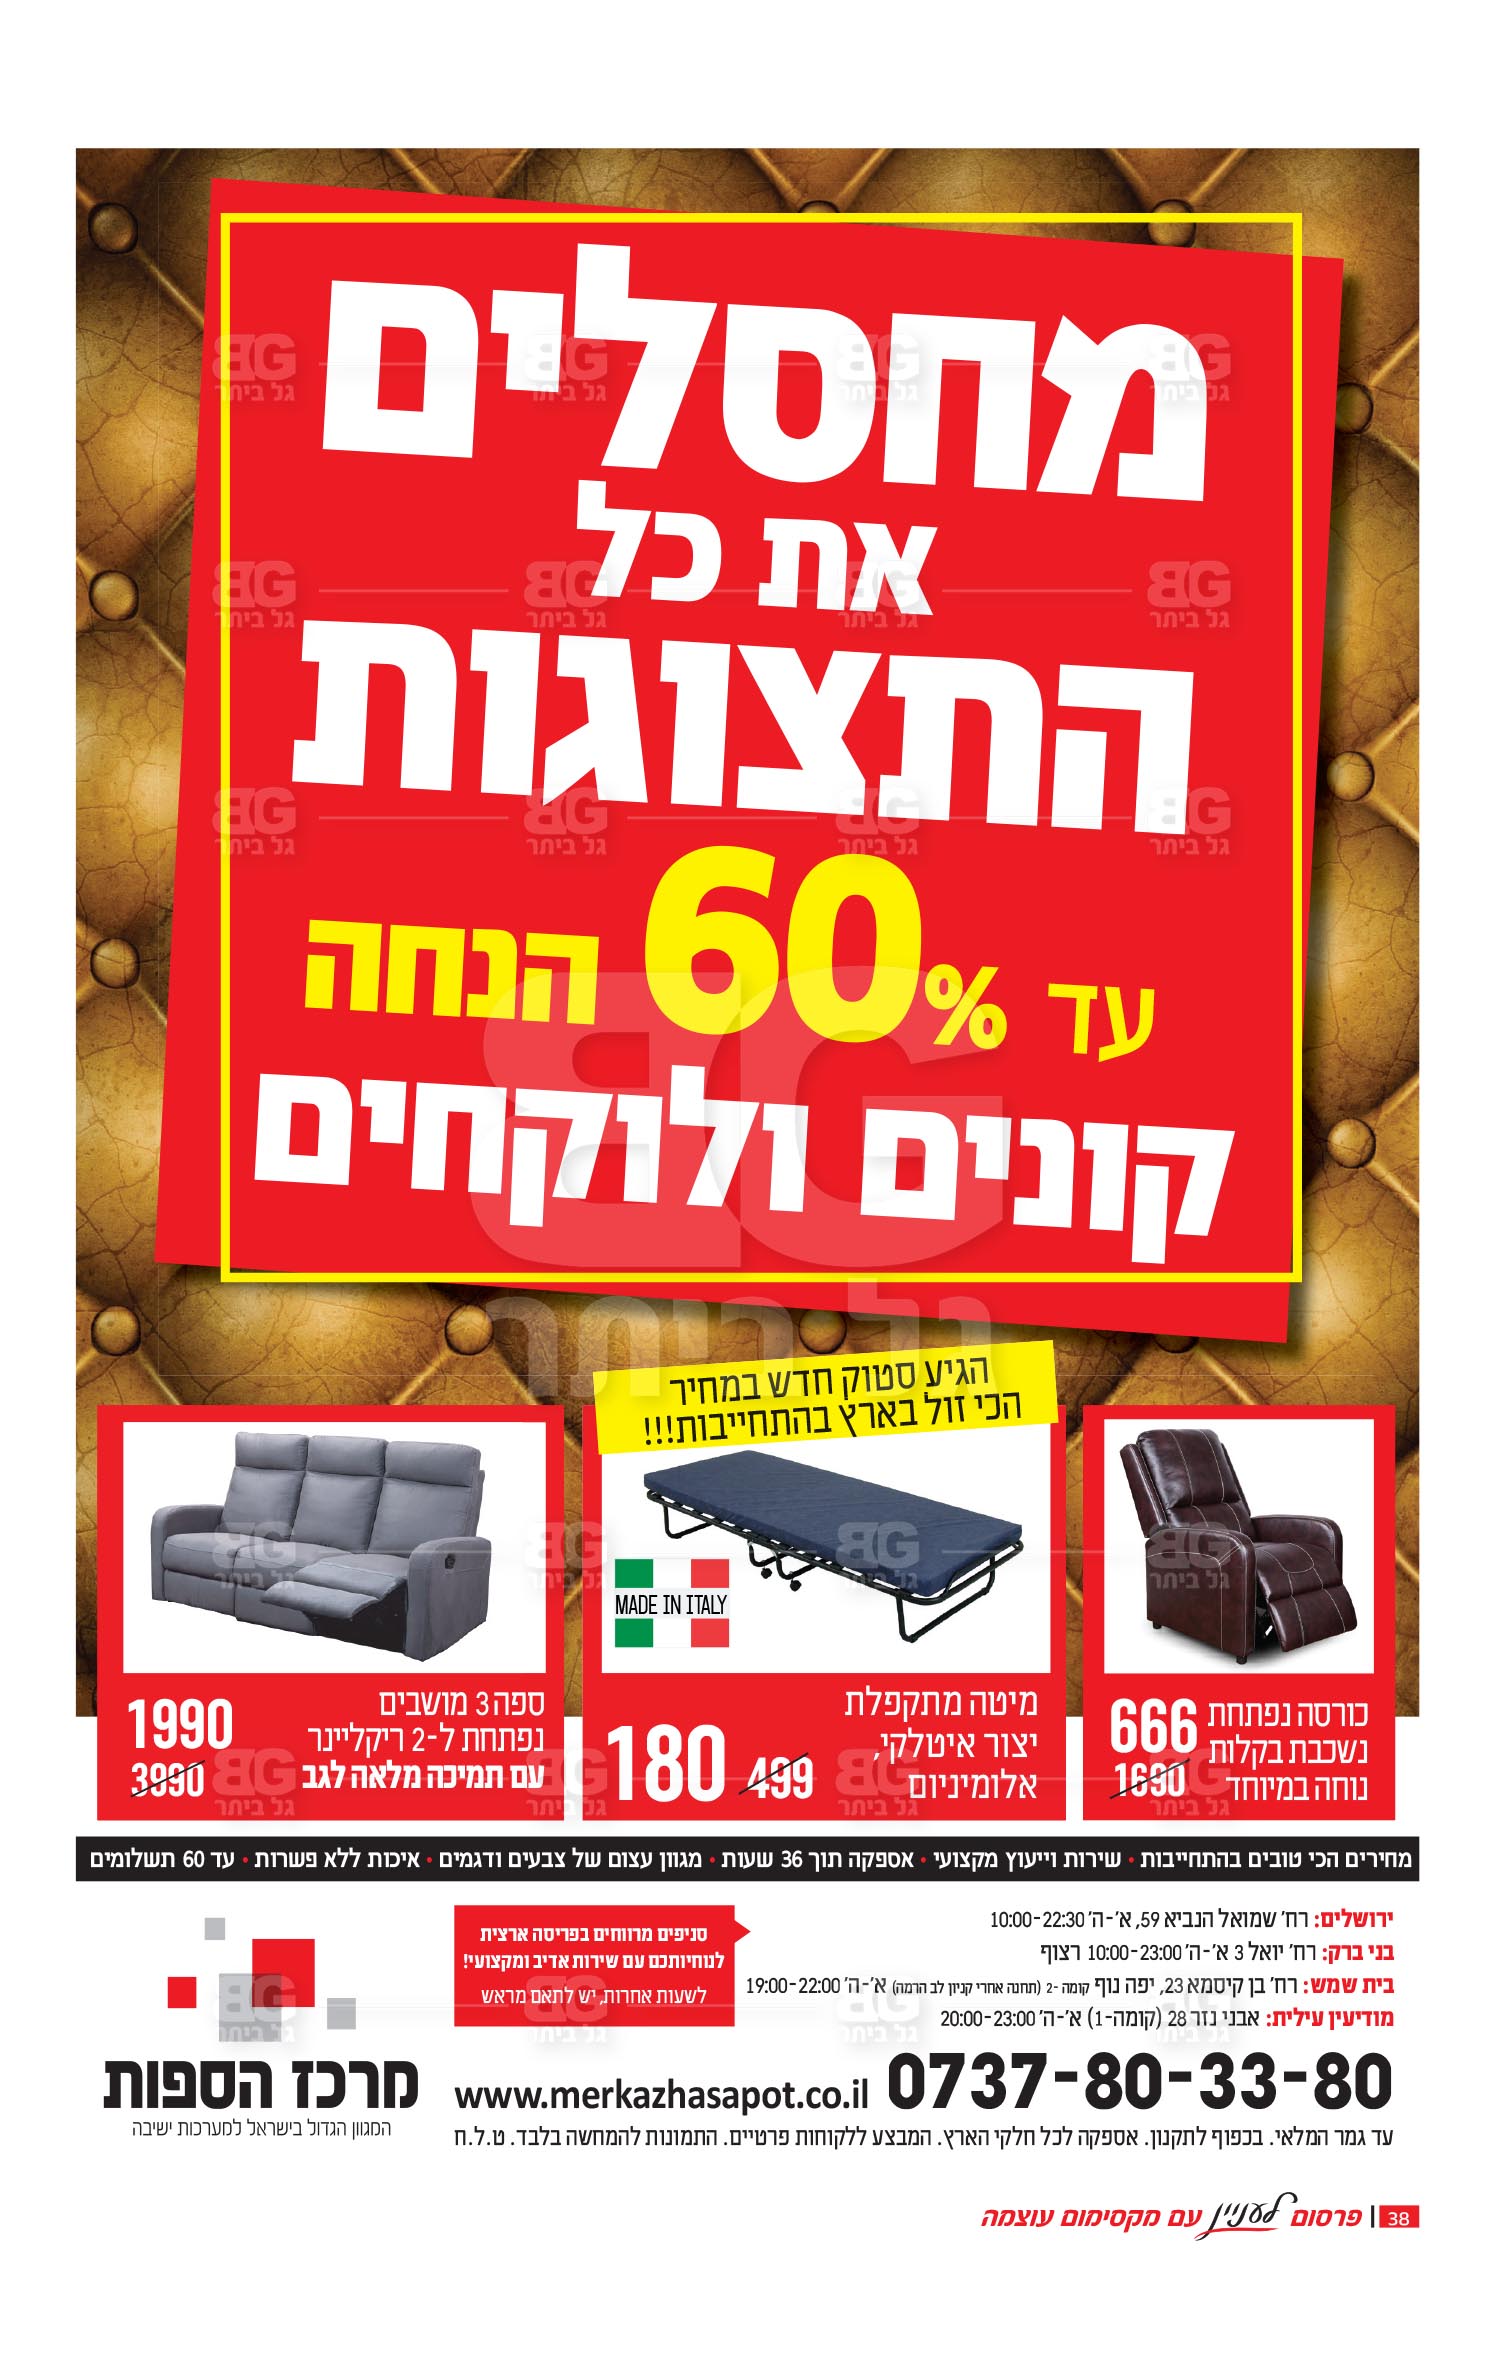 מחסלים
את כל
התצוגות
עד 60% הנחה
קונים ולוקחים
הגיע סטוק חדש במחיר
הכי זול בארץ בהתחייבות!!!
MADE IN ITALY
כורסה נפתחת
נשכבת בקלות
נוחה במיוחד
666
1690
מיטה מתקפלת
יצור איטלקי,
אלומיניום
499
180
ספה 3 מושבים
נפתחת ל-2 ריקליינר
עם תמיכה מלאה לגב
1990
3990
מחירים הכי טובים בהתחייבות • שירות וייעוץ מקצועי • אספקה תוך 36 שעות • מגוון עצום של צבעים ודגמים • איכות ללא פשרות • עד 60 תשלומים
ירושלים: רח' שמואל הנביא 59, א'-ה' 10:00-22:30
בני ברק: רח' יואל 3 א'-ה' 10:00-23:00 רצוף
בית שמש: רח' בן קיסמא 23, יפה נוף קומה 2- (תחנה אחרי קניון לב הרמה) א'-ה' 19:00-22:00
מודיעין עילית: אבני נזר 28 (קומה-1) א'-ה' 20:00-23:00
סניפים מרווחים בפריסה ארצית
לנוחיותכם עם שירות אדיב ומקצועי!
לשעות אחרות, יש לתאם מראש
0737-80-33-80
www.merkazhasapot.co.il
עד גמר המלאי. בכפוף לתקנון. אספקה לכל חלקי הארץ. המבצע ללקוחות פרטיים. התמונות להמחשה בלבד. ט.ל.ח
מרכז הספות
המגוון הגדול בישראל למערכות ישיבה
38 | פרסום לעניין עם מקסימום עוצמה
BG
גל ביתר